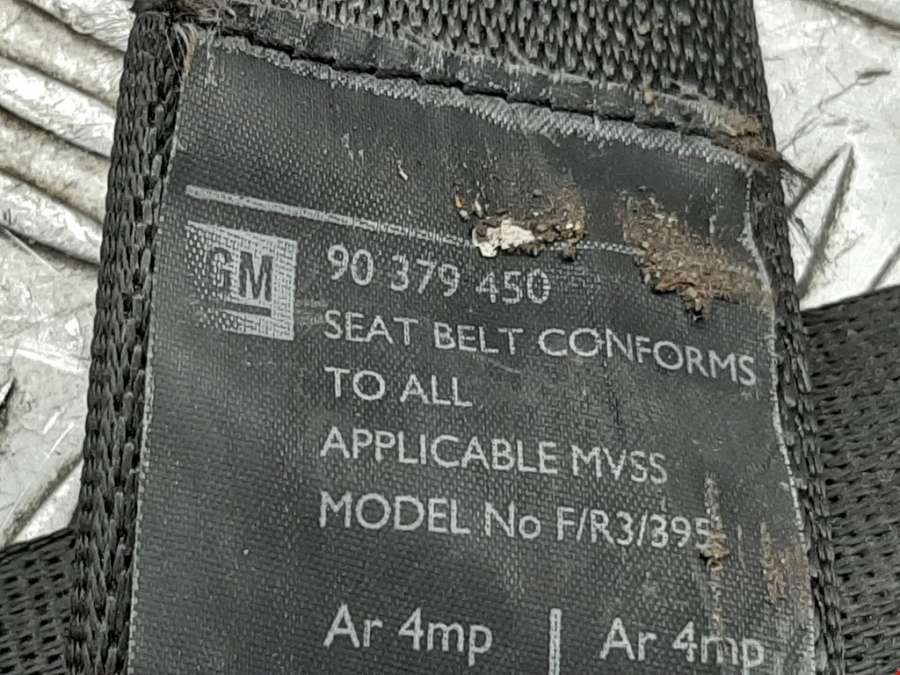 GM
90 379 450
SEAT BELT CONFORMS
TO ALL
APPLICABLE MVSS
MODEL No F/R3/395
Ar 4mp | Ar 4mp